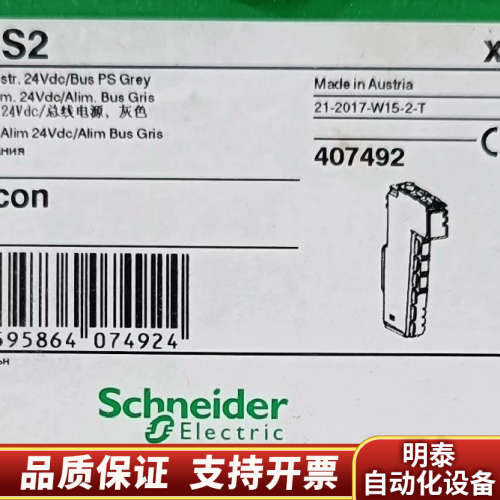 S2
x
str. 24Vdc/Bus PS Grey
m. 24Vdc/Alim. Bus Gris
24Vdc/总线电源、灰色
Alim 24Vdc/Alim Bus Gris
ания
Made in Austria
21-2017-W15-2-T
407492
con
595864 074924
Schneider
Electric
品质保证 支持开票
明泰
自动化设备